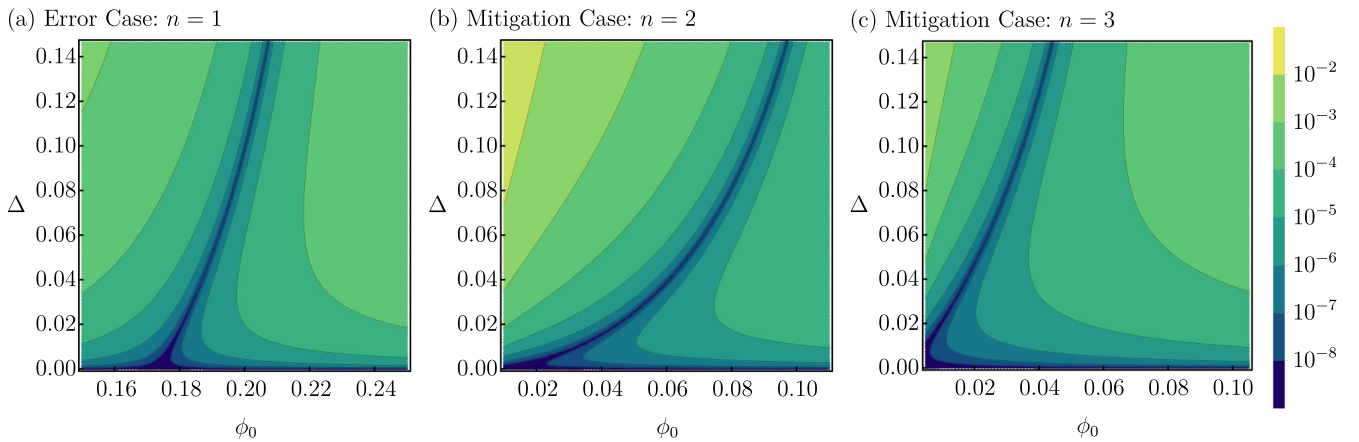 (a) Error Case: n = 1
(b) Mitigation Case: n = 2
(c) Mitigation Case: n = 3
0.14
0.12
0.10
0.08
Δ
0.06
0.04
0.02
0.00
0.16 0.18 0.20 0.22 0.24
ϕ₀
0.14
0.12
0.10
0.08
Δ
0.06
0.04
0.02
0.00
0.02 0.04 0.06 0.08 0.10
ϕ₀
0.14
0.12
0.10
0.08
Δ
0.06
0.04
0.02
0.00
0.02 0.04 0.06 0.08 0.10
ϕ₀
10⁻²
10⁻³
10⁻⁴
10⁻⁵
10⁻⁶
10⁻⁷
10⁻⁸